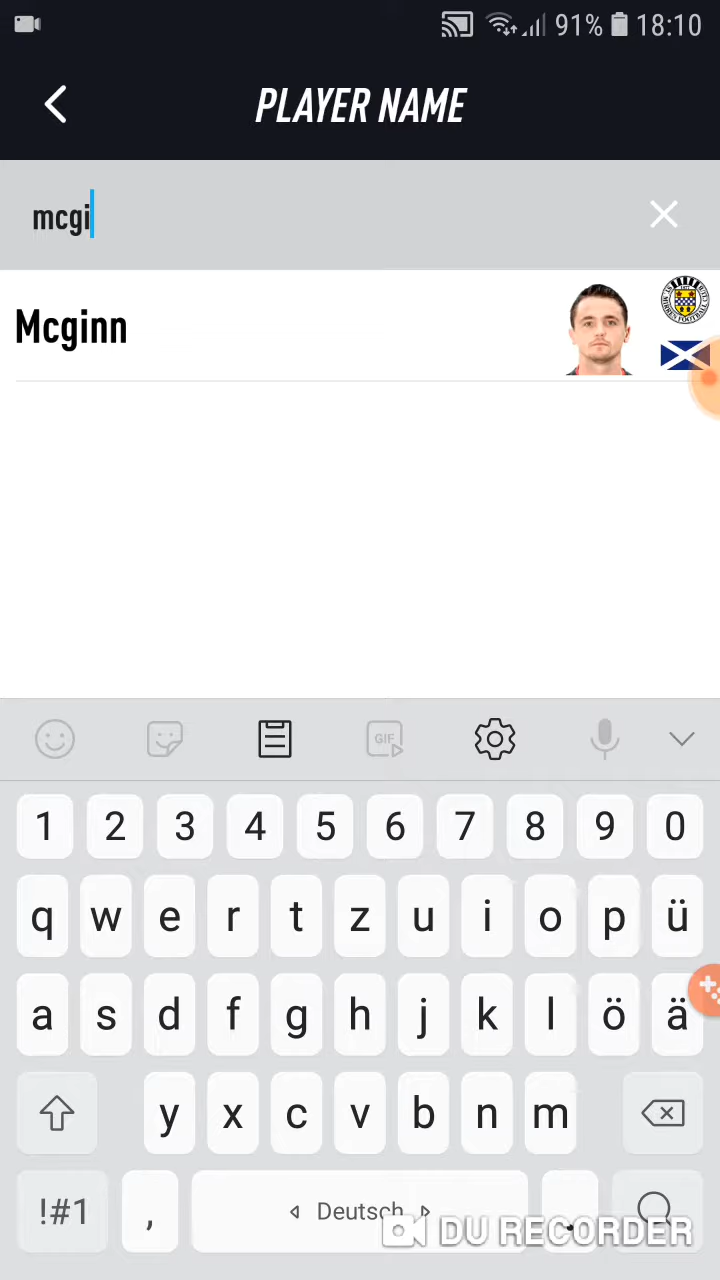 91% 18:10
PLAYER NAME
mcgi
Mcginn
GIF
1 2 3 4 5 6 7 8 9 0
q w e r t z u i o p ü
a s d f g h j k l ö ä
y x c v b n m
!#1 , Deutsch .
DU RECORDER